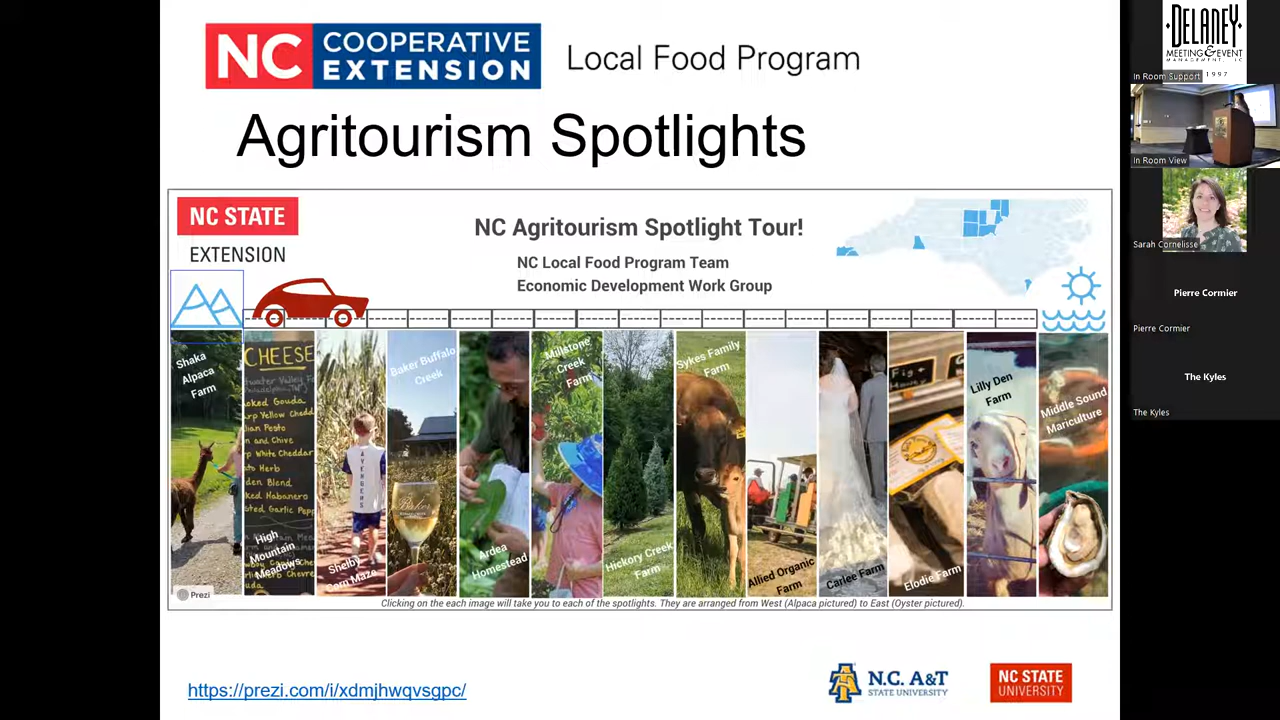 NC COOPERATIVE
EXTENSION
Local Food Program
Agritourism Spotlights
NC STATE
EXTENSION
NC Agritourism Spotlight Tour!
NC Local Food Program Team
Economic Development Work Group
Shaka
Alpaca
Farm
CHEESE
High
Mountain
Meadows
Shelby
Corn Maze
Baker Buffalo
Creek
Baker
Ardea
Homestead
Millstone
Creek
Farm
Hickory Creek
Farm
Sykes Family
Farm
Allied Organic
Farm
Carlee Farm
Fig
Elodie Farm
Lilly Den
Farm
Middle Sound
Mariculture
Prezi
Clicking on the each image will take you to each of the spotlights. They are arranged from West (Alpaca pictured) to East (Oyster pictured).
https://prezi.com/i/xdmjhwqvsgpc/
N.C. A&T
STATE UNIVERSITY
NC STATE
UNIVERSITY
DELANEY
MEETING & EVENT
MANAGEMENT, LLC
1997
In Room Support
In Room View
Sarah Cornelisse
Pierre Cormier
Pierre Cormier
The Kyles
The Kyles